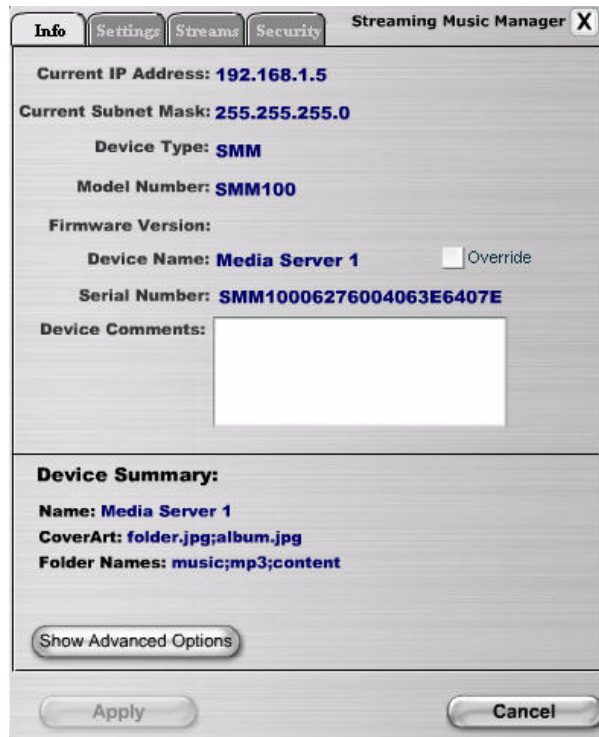 Info Settings Streams Security Streaming Music Manager X
Current IP Address: 192.168.1.5
Current Subnet Mask: 255.255.255.0
Device Type: SMM
Model Number: SMM100
Firmware Version:
Device Name: Media Server 1 Override
Serial Number: SMM10006276004063E6407E
Device Comments:
Device Summary:
Name: Media Server 1
CoverArt: folder.jpg;album.jpg
Folder Names: music;mp3;content
Show Advanced Options
Apply Cancel